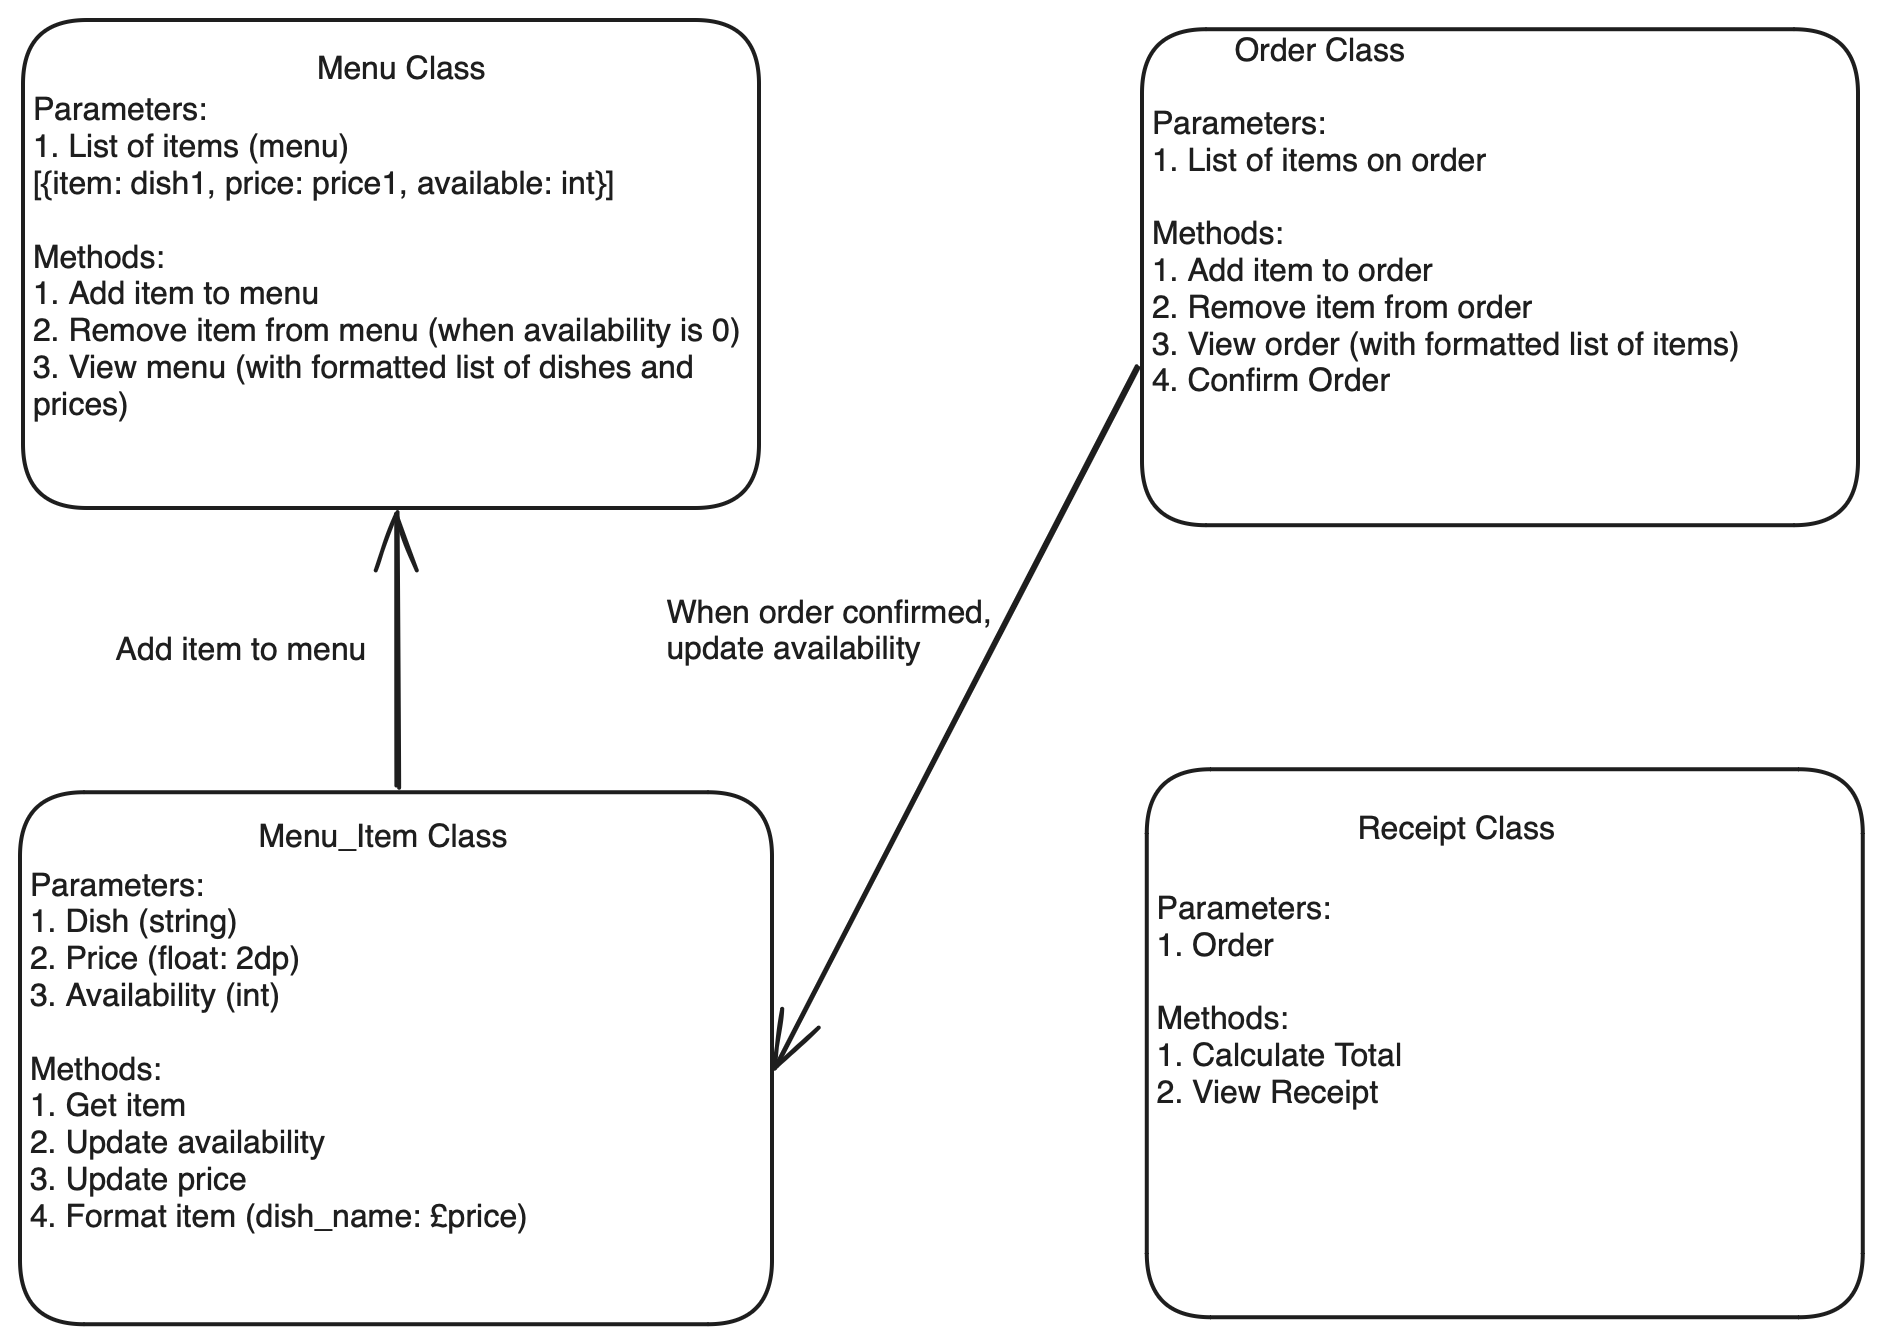 Menu Class
Parameters:
1. List of items (menu)
[{item: dish1, price: price1, available: int}]
Methods:
1. Add item to menu
2. Remove item from menu (when availability is 0)
3. View menu (with formatted list of dishes and
prices)
Order Class
Parameters:
1. List of items on order
Methods:
1. Add item to order
2. Remove item from order
3. View order (with formatted list of items)
4. Confirm Order
Add item to menu
When order confirmed,
update availability
Menu_Item Class
Parameters:
1. Dish (string)
2. Price (float: 2dp)
3. Availability (int)
Methods:
1. Get item
2. Update availability
3. Update price
4. Format item (dish_name: £price)
Receipt Class
Parameters:
1. Order
Methods:
1. Calculate Total
2. View Receipt